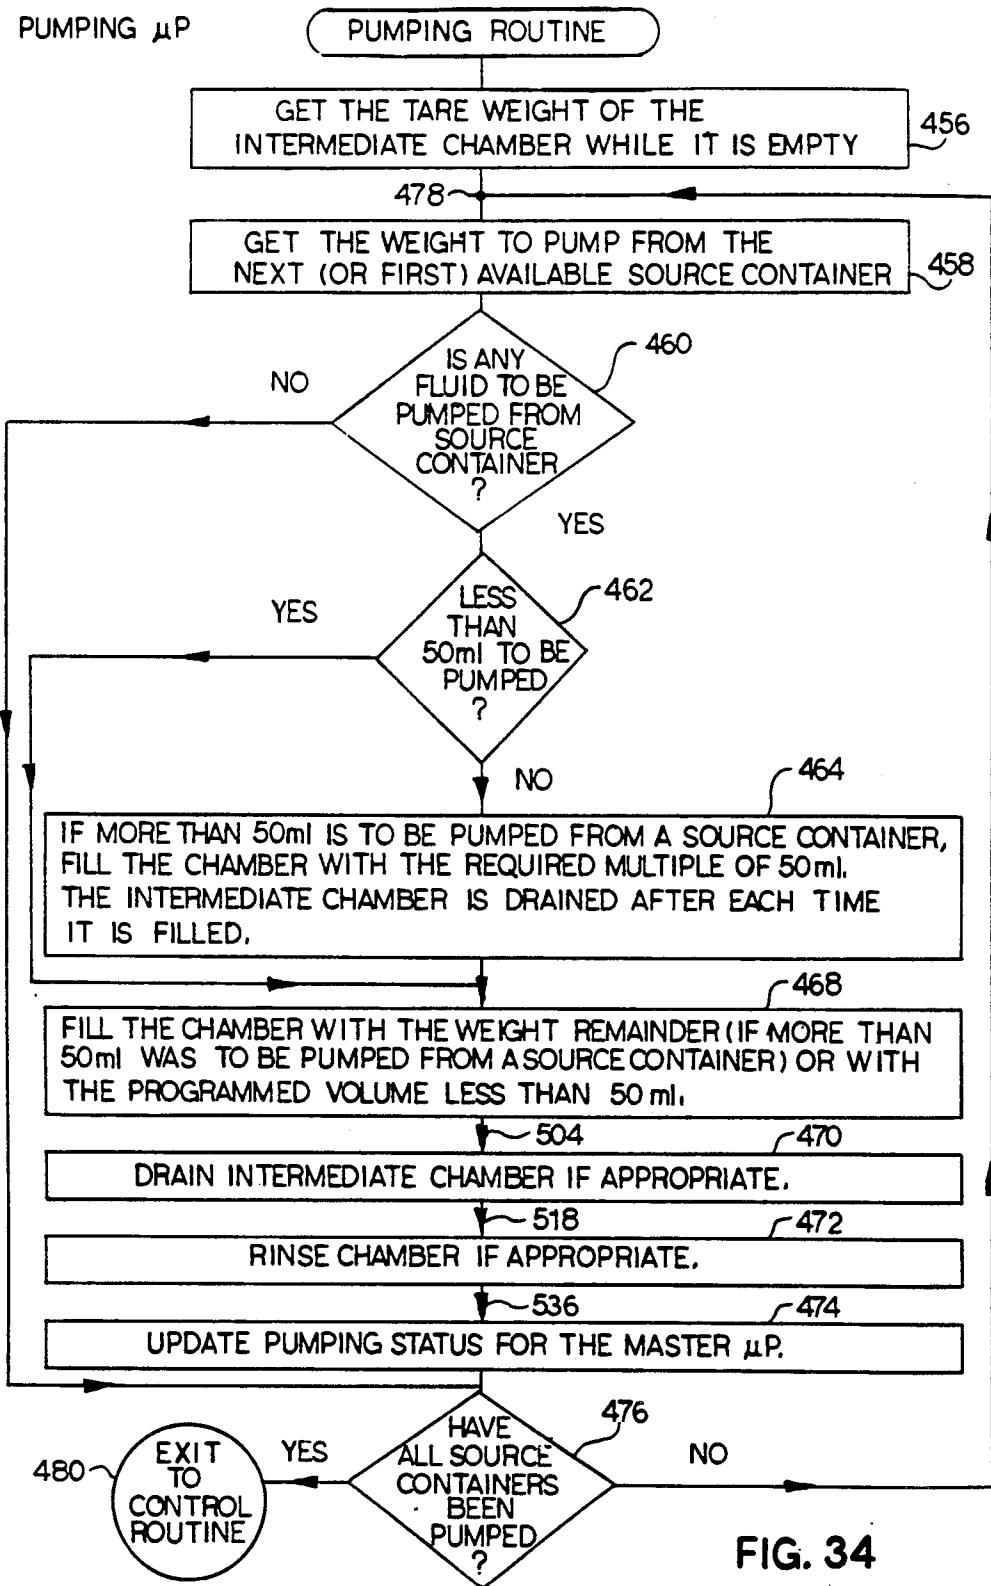 PUMPING µP
PUMPING ROUTINE
GET THE TARE WEIGHT OF THE
INTERMEDIATE CHAMBER WHILE IT IS EMPTY
456
478
GET THE WEIGHT TO PUMP FROM THE
NEXT (OR FIRST) AVAILABLE SOURCE CONTAINER
458
460
IS ANY
FLUID TO BE
PUMPED FROM
SOURCE
CONTAINER
?
NO
YES
462
LESS
THAN
50ml TO BE
PUMPED
?
YES
NO
464
IF MORE THAN 50ml IS TO BE PUMPED FROM A SOURCE CONTAINER,
FILL THE CHAMBER WITH THE REQUIRED MULTIPLE OF 50ml.
THE INTERMEDIATE CHAMBER IS DRAINED AFTER EACH TIME
IT IS FILLED.
468
FILL THE CHAMBER WITH THE WEIGHT REMAINDER (IF MORE THAN
50ml WAS TO BE PUMPED FROM A SOURCE CONTAINER) OR WITH
THE PROGRAMMED VOLUME LESS THAN 50 ml.
504
470
DRAIN INTERMEDIATE CHAMBER IF APPROPRIATE.
518
472
RINSE CHAMBER IF APPROPRIATE.
536
474
UPDATE PUMPING STATUS FOR THE MASTER µP.
476
HAVE
ALL SOURCE
CONTAINERS
BEEN
PUMPED
?
YES
NO
480
EXIT
TO
CONTROL
ROUTINE
FIG. 34